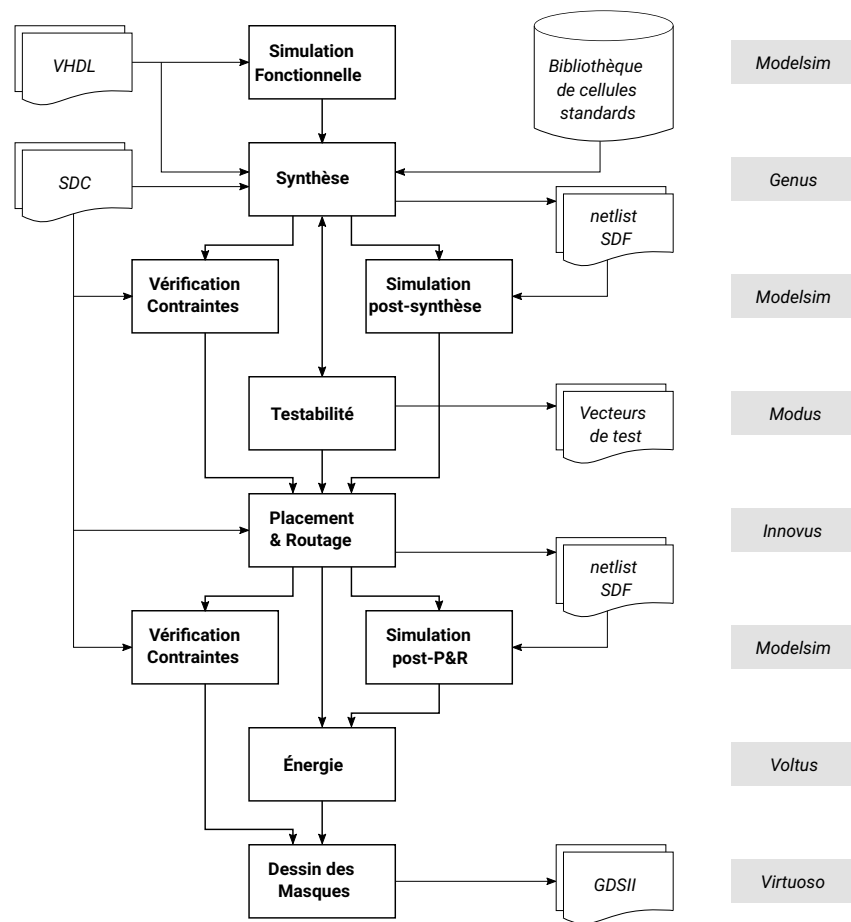 VHDL
Simulation
Fonctionnelle
Bibliothèque
de cellules
standards
Modelsim
SDC
Synthèse
Genus
netlist
SDF
Vérification
Contraintes
Simulation
post-synthèse
Modelsim
Testabilité
Vecteurs
de test
Modus
Placement
& Routage
Innovus
netlist
SDF
Vérification
Contraintes
Simulation
post-P&R
Modelsim
Énergie
Voltus
Dessin des
Masques
GDSII
Virtuoso